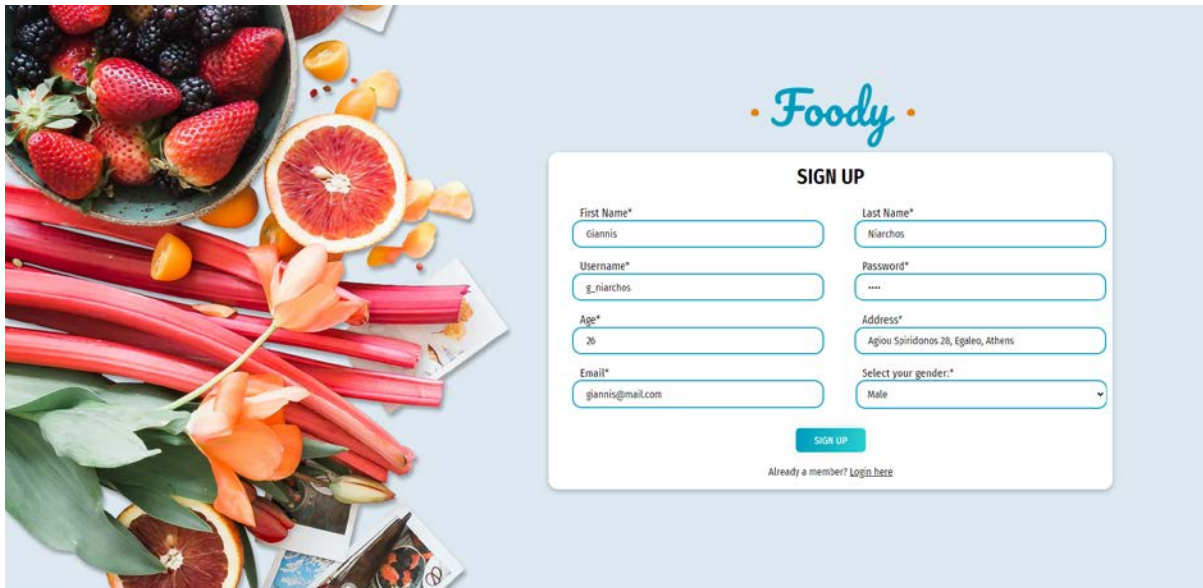 Foody
SIGN UP
First Name* Last Name*
Giannis Niarchos
Username* Password*
g_niarchos ••••
Age* Address*
26 Agiou Spiridonos 28, Egaleo, Athens
Email* Select your gender:*
giannis@mail.com Male
SIGN UP
Already a member? Login here